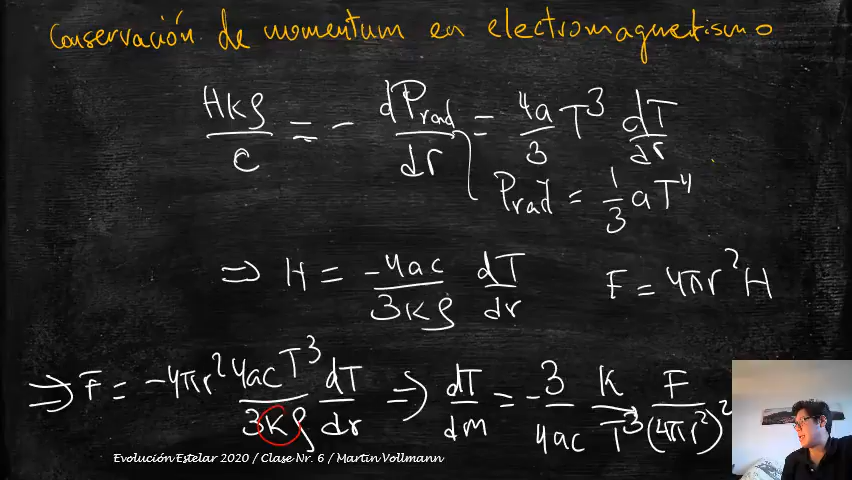 Conservación de momentum en electromagnetismo
Hκρ/c = - dPrad/dr = 4a/3 T³ dT/dr
Prad = 1/3 aT⁴
⇒ H = -4ac/3κρ dT/dr F = 4πr²H
⇒ F = -4πr² 4acT³/3κρ dT/dr ⇒ dT/dm = -3/4ac κ/T³ F/(4πr²)²
Evolución Estelar 2020 / Clase Nr. 6 / Martin Vollmann